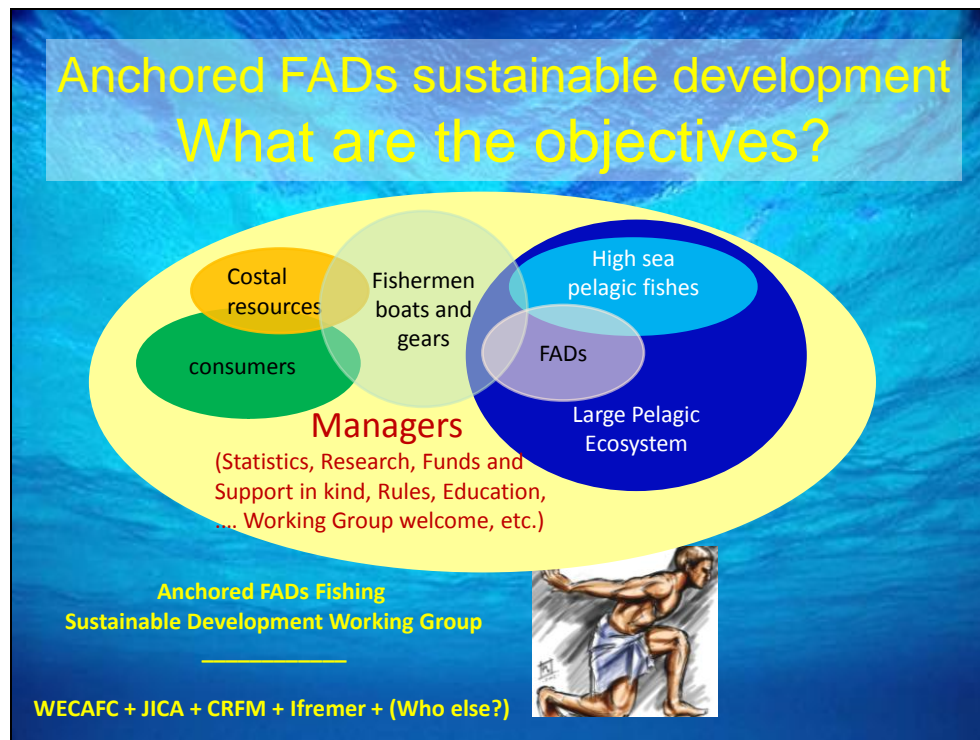 Anchored FADs sustainable development
What are the objectives?
Costal
resources
Fishermen
boats and
gears
High sea
pelagic fishes
consumers
FADs
Large Pelagic
Ecosystem
Managers
(Statistics, Research, Funds and
Support in kind, Rules, Education,
…. Working Group welcome, etc.)
Anchored FADs Fishing
Sustainable Development Working Group
____________
WECAFC + JICA + CRFM + Ifremer + (Who else?)